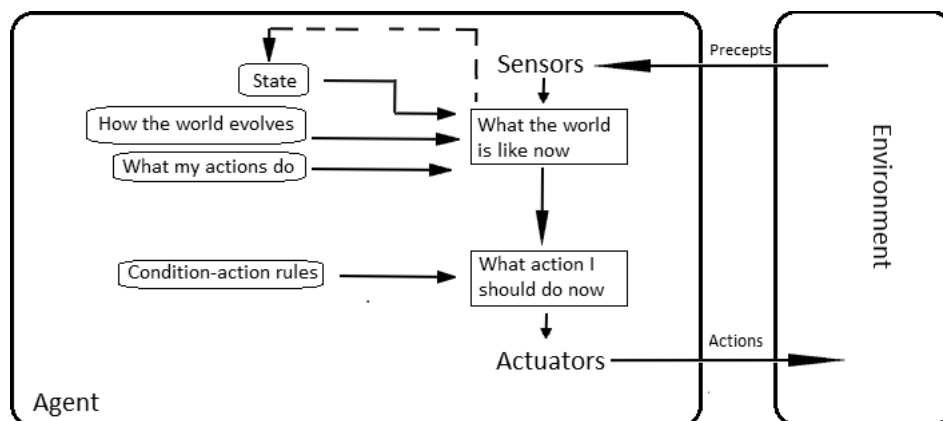 Precepts
Sensors
State
How the world evolves
What the world
is like now
What my actions do
Environment
Condition-action rules
What action I
should do now
Actions
Actuators
Agent